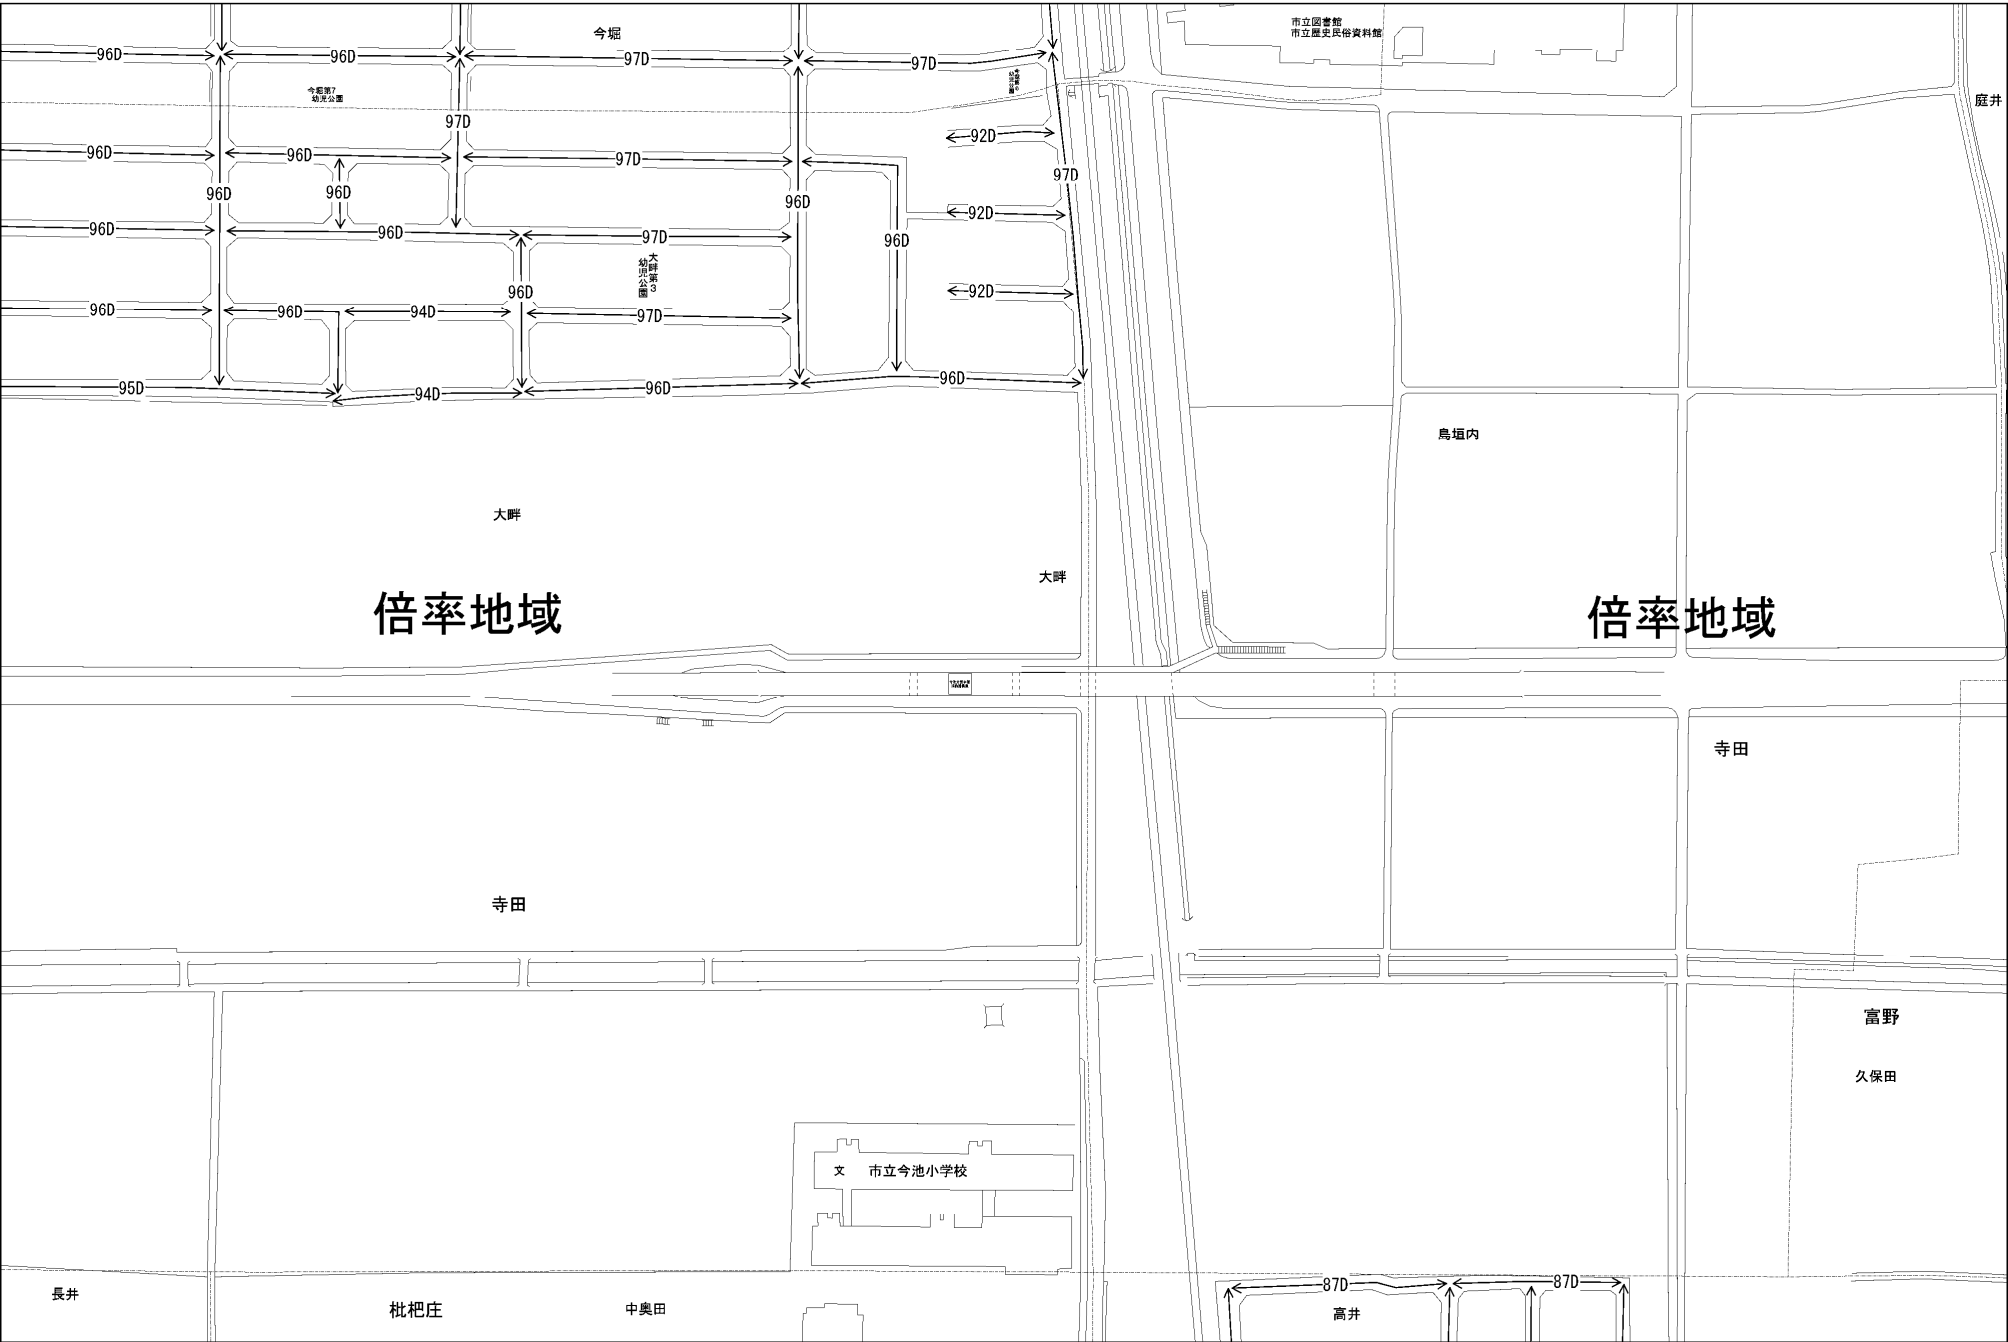 市立図書館
市立歴史民俗資料館
今堀
96D
96D
97D
97D
今堀第7
幼児公園
庭井
97D
92D
96D
96D
97D
97D
96D
96D
96D
92D
96D
96D
97D
96D
大畔第3
幼児公園
96D
92D
96D
96D
94D
97D
95D
94D
96D
96D
鳥垣内
大畔
大畔
倍率地域
倍率地域
寺田
寺田
富野
久保田
文
市立今池小学校
長井
枇杷庄
中奥田
87D
87D
高井